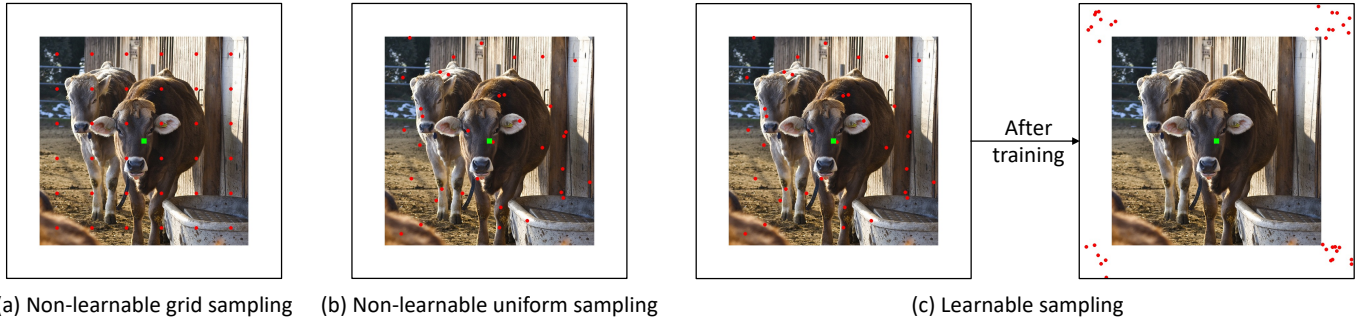 After
training
(a) Non-learnable grid sampling
(b) Non-learnable uniform sampling
(c) Learnable sampling